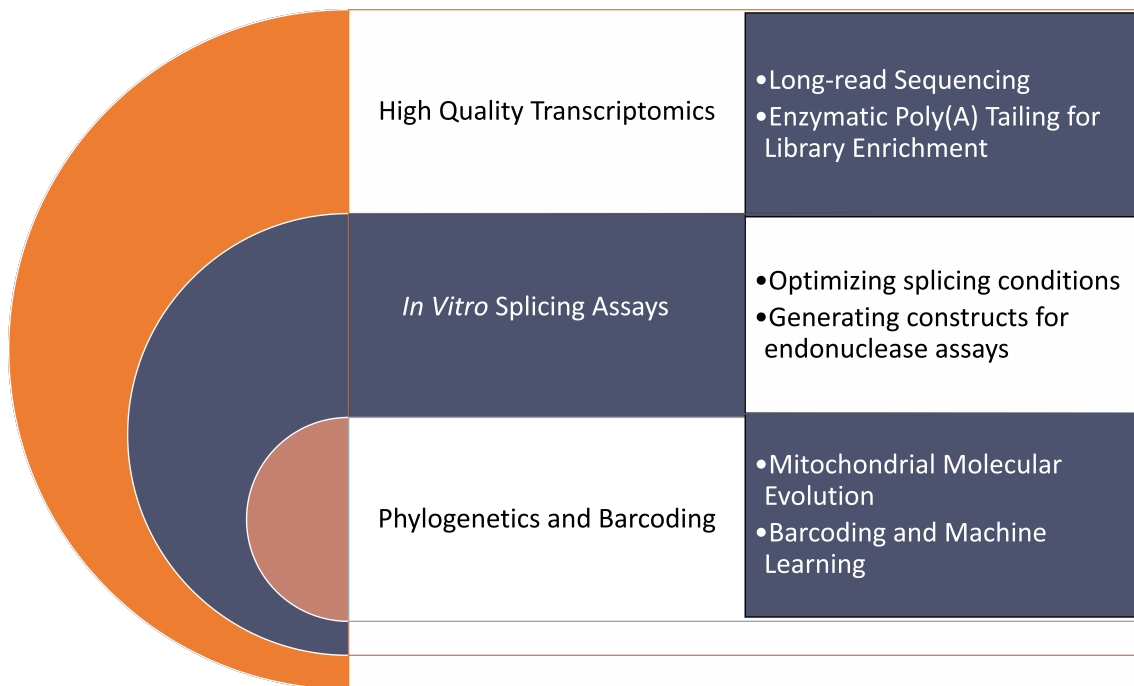 High Quality Transcriptomics
•Long-read Sequencing
•Enzymatic Poly(A) Tailing for
Library Enrichment
In Vitro Splicing Assays
•Optimizing splicing conditions
•Generating constructs for
endonuclease assays
Phylogenetics and Barcoding
•Mitochondrial Molecular
Evolution
•Barcoding and Machine
Learning